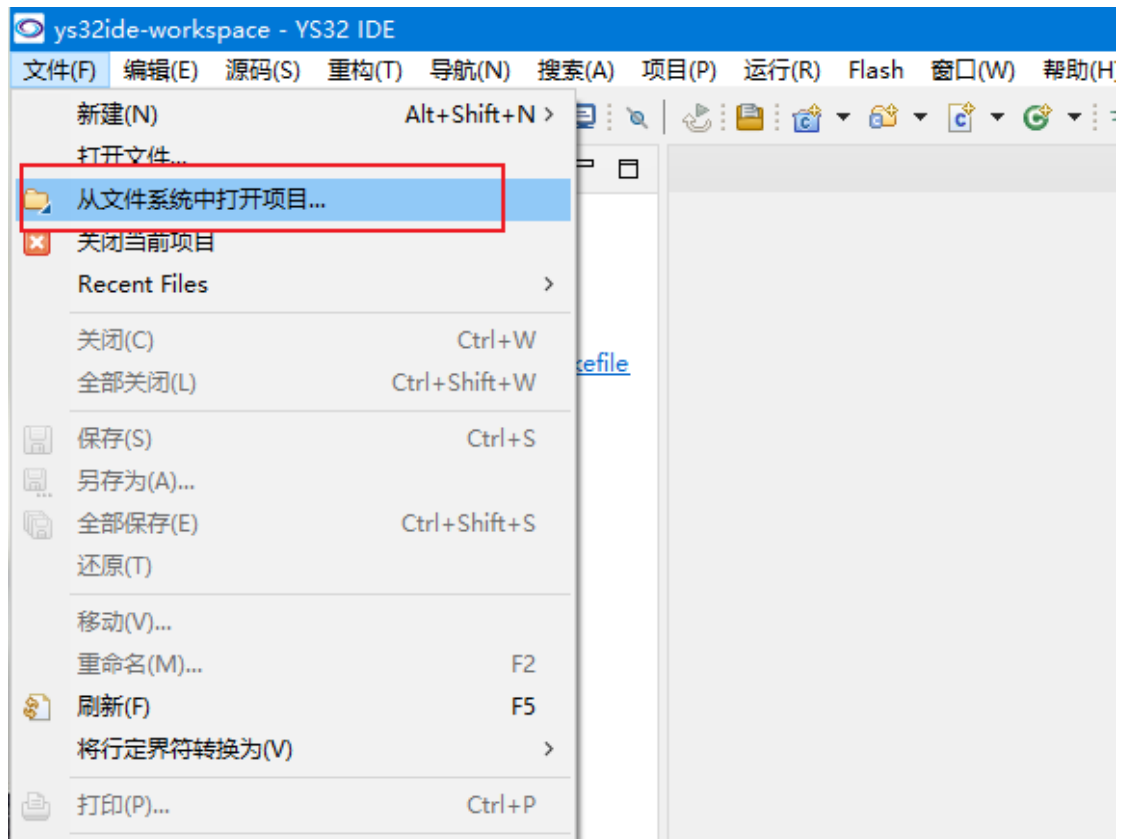 ys32ide-workspace - YS32 IDE
文件(F) 编辑(E) 源码(S) 重构(T) 导航(N) 搜索(A) 项目(P) 运行(R) Flash 窗口(W) 帮助(H
新建(N) Alt+Shift+N >
打开文件...
从文件系统中打开项目...
关闭当前项目
Recent Files >
关闭(C) Ctrl+W
kefile
全部关闭(L) Ctrl+Shift+W
保存(S) Ctrl+S
另存为(A)...
全部保存(E) Ctrl+Shift+S
还原(T)
移动(V)...
重命名(M)... F2
刷新(F) F5
将行定界符转换为(V) >
打印(P)... Ctrl+P